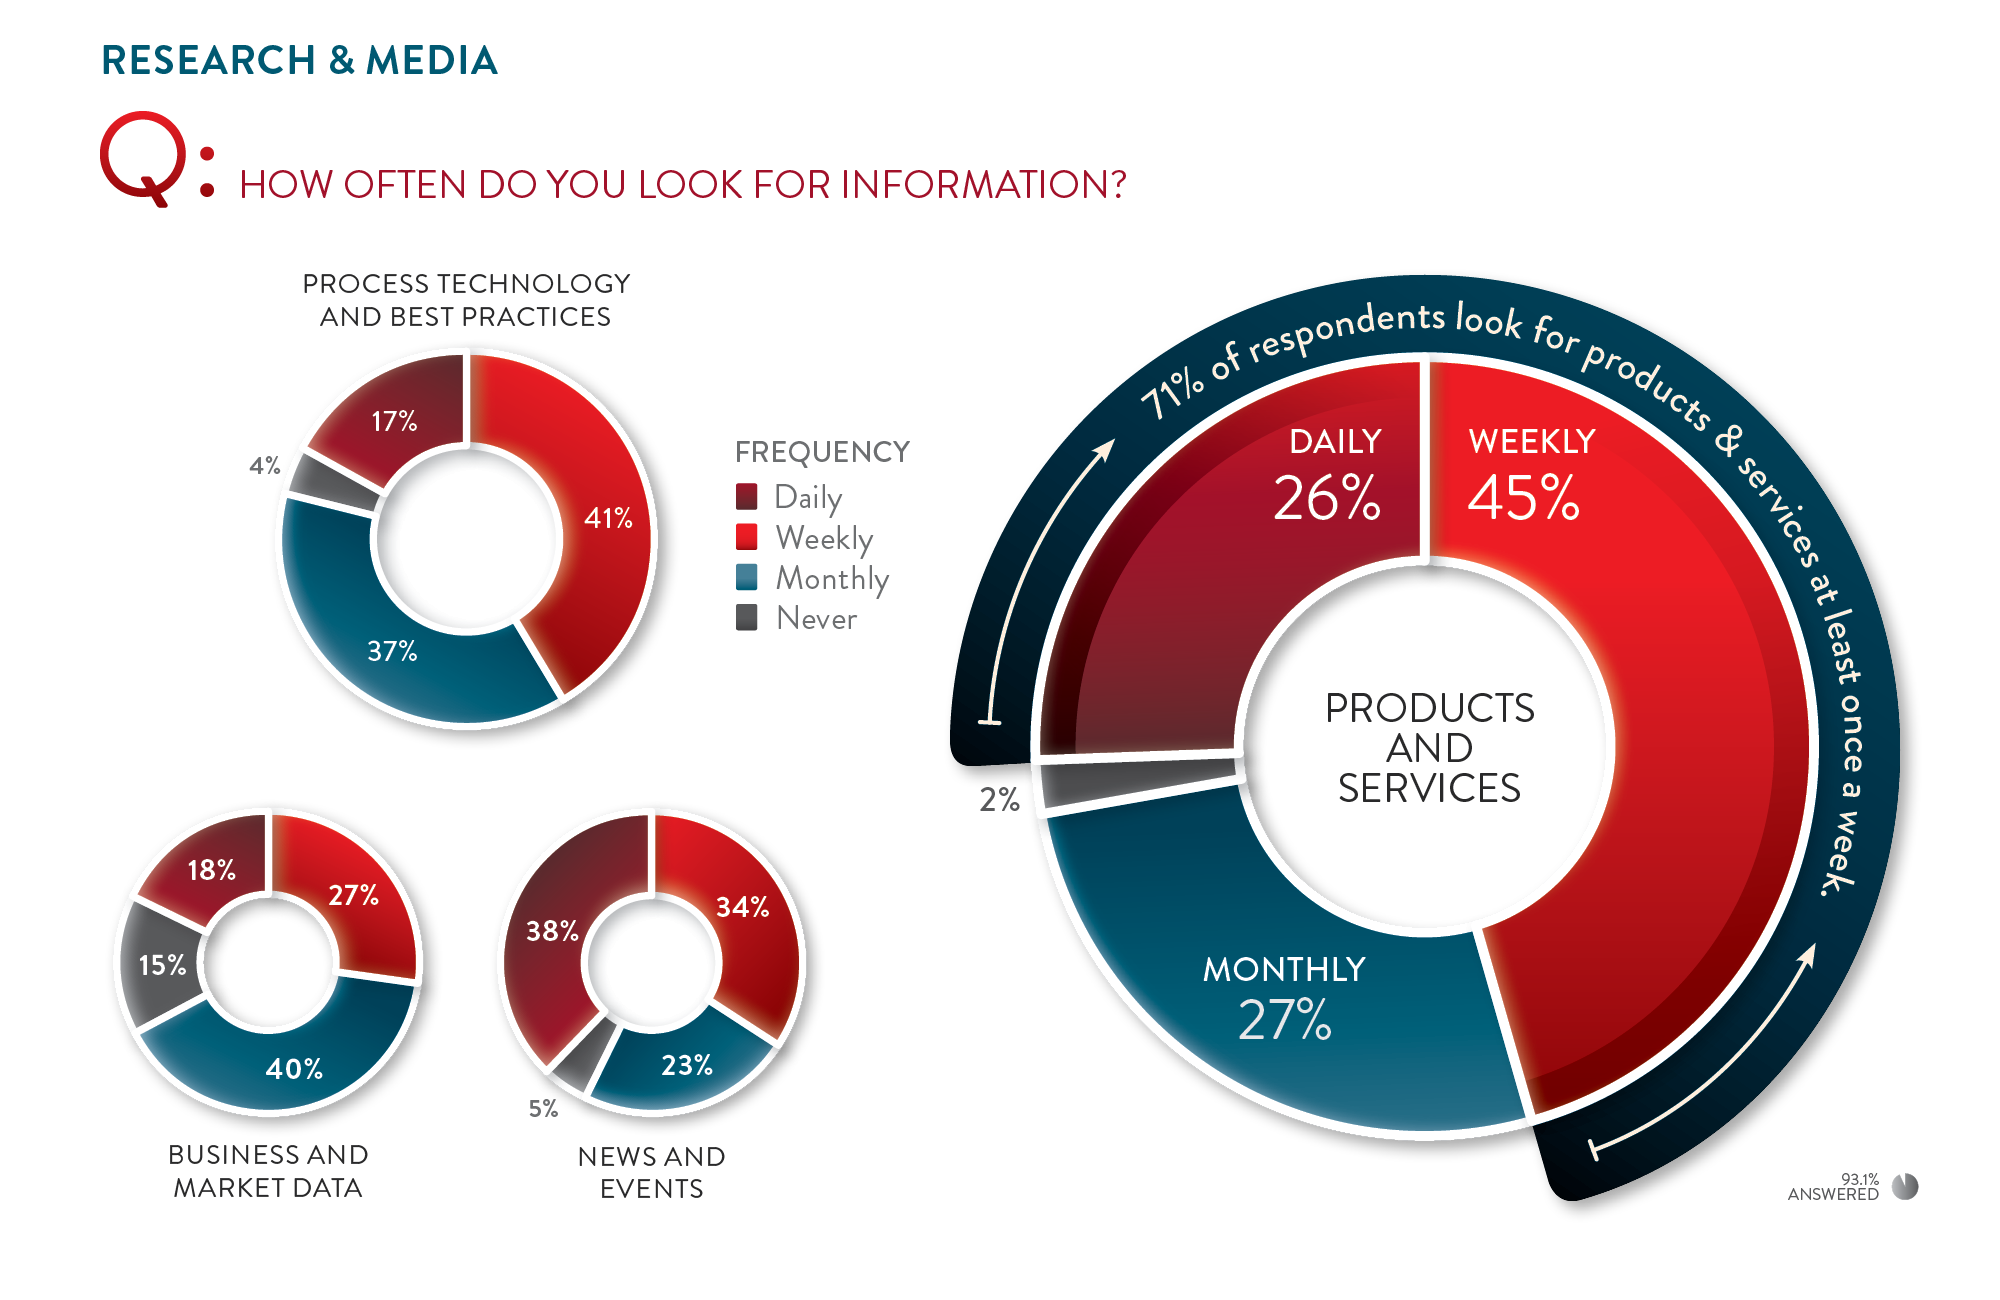 RESEARCH & MEDIA
Q: HOW OFTEN DO YOU LOOK FOR INFORMATION?
PROCESS TECHNOLOGY
AND BEST PRACTICES
17%
4%
41%
37%
FREQUENCY
Daily
Weekly
Monthly
Never
18%
27%
15%
40%
BUSINESS AND
MARKET DATA
38%
34%
23%
5%
NEWS AND
EVENTS
71% of respondents look for products & services at least once a week.
DAILY
26%
WEEKLY
45%
PRODUCTS
AND
SERVICES
2%
MONTHLY
27%
93.1%
ANSWERED